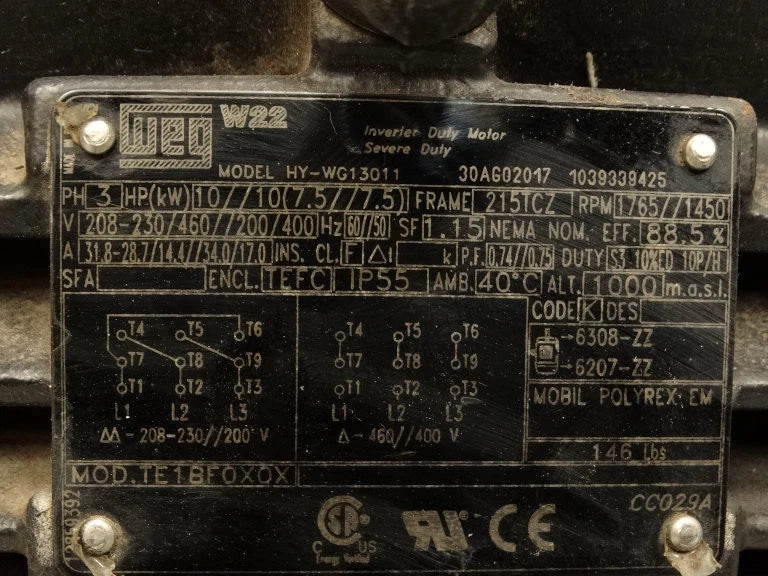 WEG W22
Inverter Duty Motor
Severe Duty
MODEL HY-WG13011 30AG02017 1039339425
PH 3 HP(kW) 10//10(7.5//7.5) FRAME 215TCZ RPM 1765//1450
V 208-230/460//200/400 Hz 60//50 SF 1.15 NEMA NOM. EFF. 88.5 %
A 31.8-28.7/14.4//34.0/17.0 INS. CL. F Δt k P.F. 0.74//0.75 DUTY S3 10%ED 10P/H
SFA ENCL. TEFC IP55 AMB. 40°C ALT. 1000 m.a.s.l.
CODE K DES
T4 T5 T6
T7 T8 T9
T1 T2 T3
L1 L2 L3
ΔΔ - 208-230//200 V
T4 T5 T6
T7 T8 T9
T1 T2 T3
L1 L2 L3
Δ - 460//400 V
6308-ZZ
6207-ZZ
MOBIL POLYREX EM
146 Lbs
MOD.TE1BF0X0X
CC029A
C US
Energy Verified
CE
MADE IN